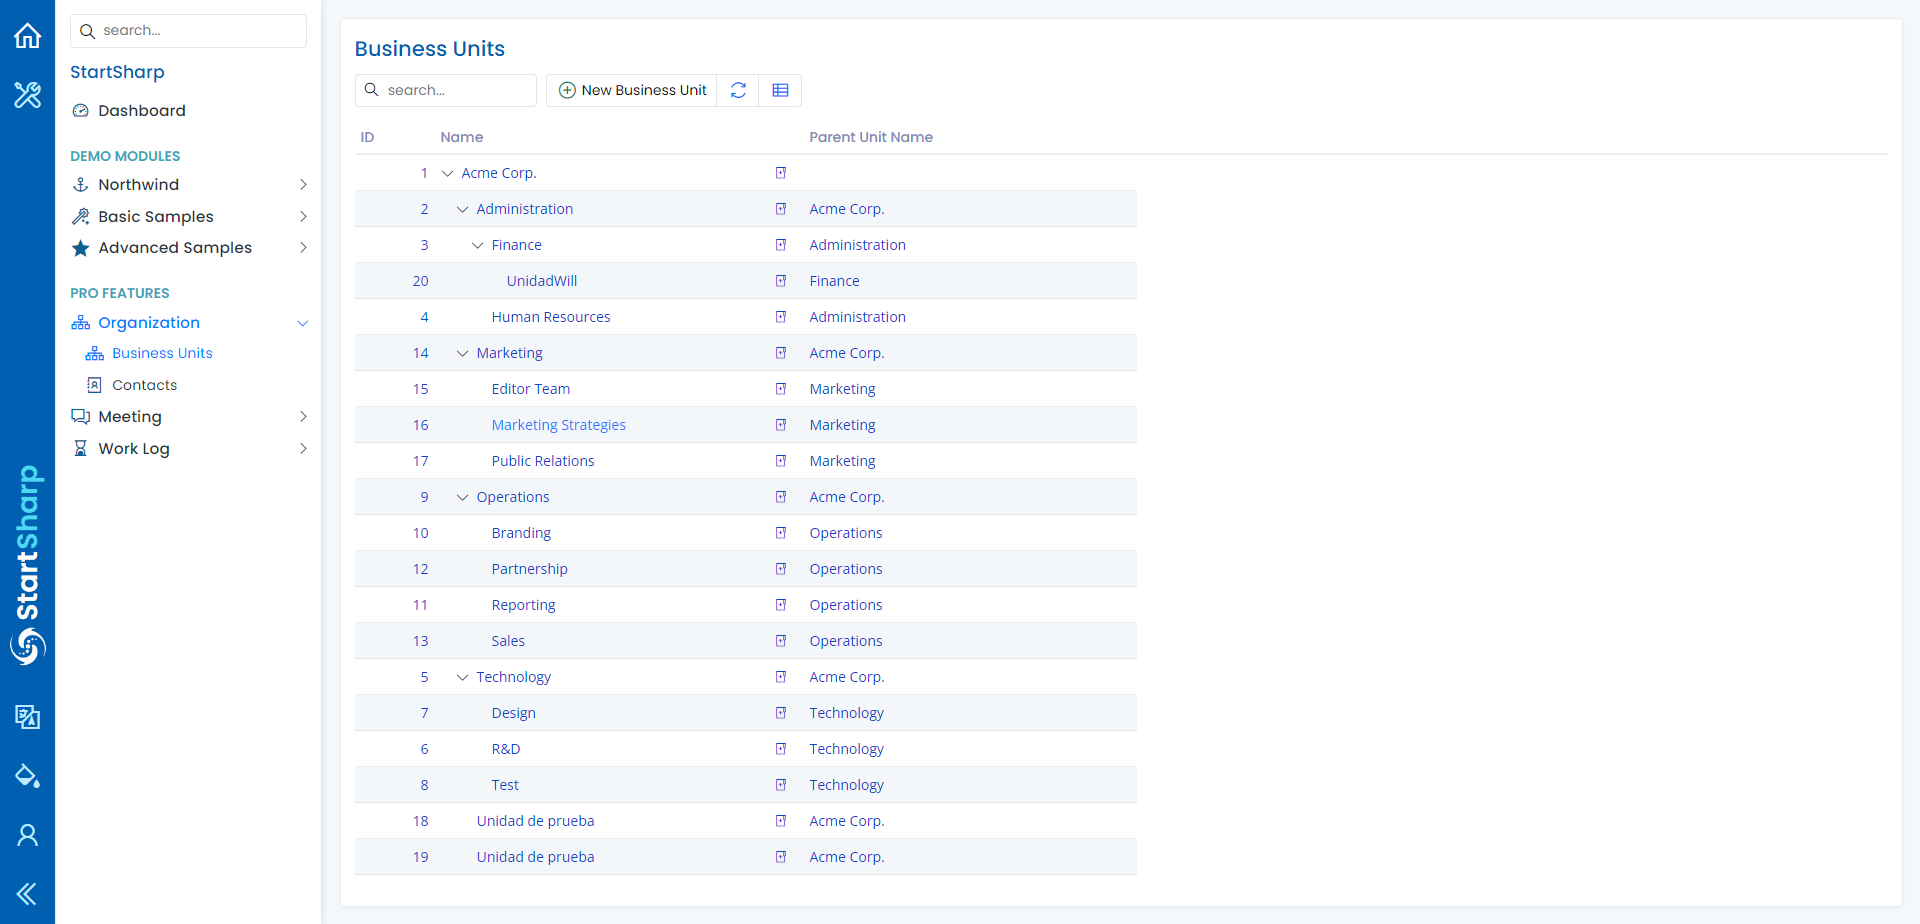 search...
StartSharp
Dashboard
DEMO MODULES
Northwind
Basic Samples
Advanced Samples
PRO FEATURES
Organization
Business Units
Contacts
Meeting
Work Log
StartSharp
Business Units
search...
New Business Unit
ID Name Parent Unit Name
1 Acme Corp.
2 Administration Acme Corp.
3 Finance Administration
20 UnidadWill Finance
4 Human Resources Administration
14 Marketing Acme Corp.
15 Editor Team Marketing
16 Marketing Strategies Marketing
17 Public Relations Marketing
9 Operations Acme Corp.
10 Branding Operations
12 Partnership Operations
11 Reporting Operations
13 Sales Operations
5 Technology Acme Corp.
7 Design Technology
6 R&D Technology
8 Test Technology
18 Unidad de prueba Acme Corp.
19 Unidad de prueba Acme Corp.